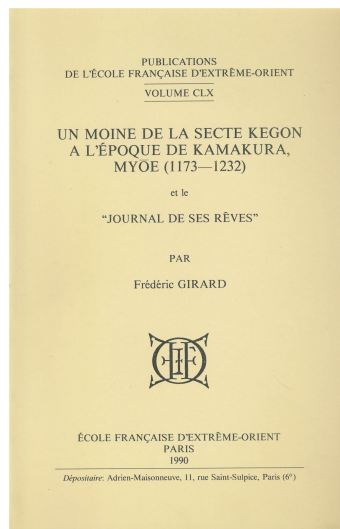 PUBLICATIONS
DE L'ÉCOLE FRANÇAISE D'EXTRÊME-ORIENT
VOLUME CLX
UN MOINE DE LA SECTE KEGON
A L'ÉPOQUE DE KAMAKURA,
MYŌE (1173—1232)
et le
“JOURNAL DE SES RÊVES”
PAR
Frédéric GIRARD
ÉCOLE FRANÇAISE D'EXTRÊME-ORIENT
PARIS
1990
Dépositaire: Adrien-Maisonneuve, 11, rue Saint-Sulpice, Paris (6°)